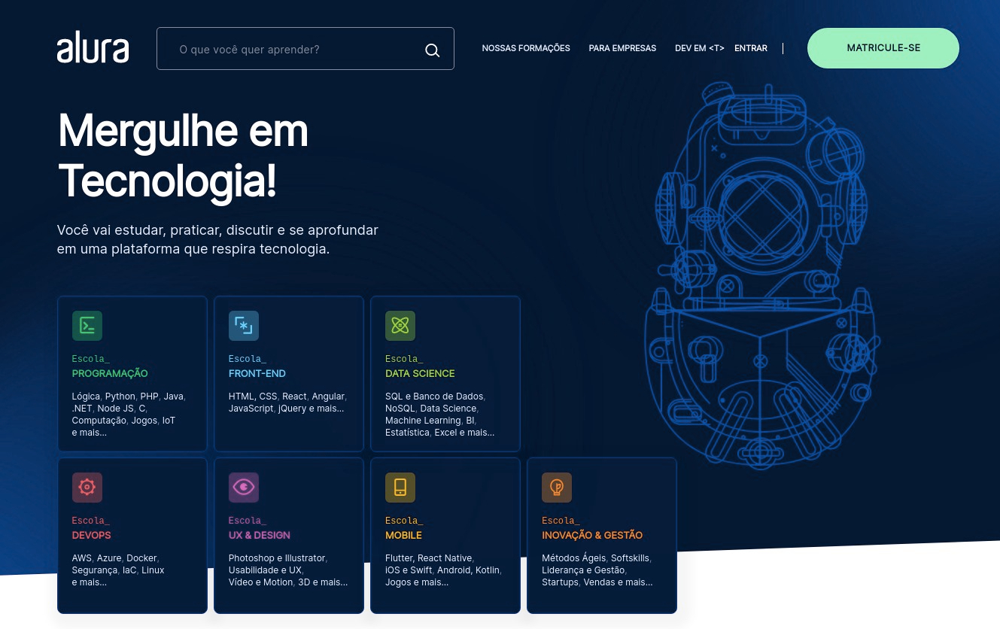 alura
O que você quer aprender?
NOSSAS FORMAÇÕES
PARA EMPRESAS
DEV EM <T>
ENTRAR
MATRICULE-SE
Mergulhe em
Tecnologia!
Você vai estudar, praticar, discutir e se aprofundar
em uma plataforma que respira tecnologia.
Escola_
PROGRAMAÇÃO
Lógica, Python, PHP, Java,
.NET, Node JS, C,
Computação, Jogos, IoT
e mais...
Escola_
FRONT-END
HTML, CSS, React, Angular,
JavaScript, jQuery e mais...
Escola_
DATA SCIENCE
SQL e Banco de Dados,
NoSQL, Data Science,
Machine Learning, BI,
Estatística, Excel e mais...
Escola_
DEVOPS
AWS, Azure, Docker,
Segurança, IaC, Linux
e mais...
Escola_
UX & DESIGN
Photoshop e Illustrator,
Usabilidade e UX,
Vídeo e Motion, 3D e mais...
Escola_
MOBILE
Flutter, React Native,
iOS e Swift, Android, Kotlin,
Jogos e mais...
Escola_
INOVAÇÃO & GESTÃO
Métodos Ágeis, Softskills,
Liderança e Gestão,
Startups, Vendas e mais...